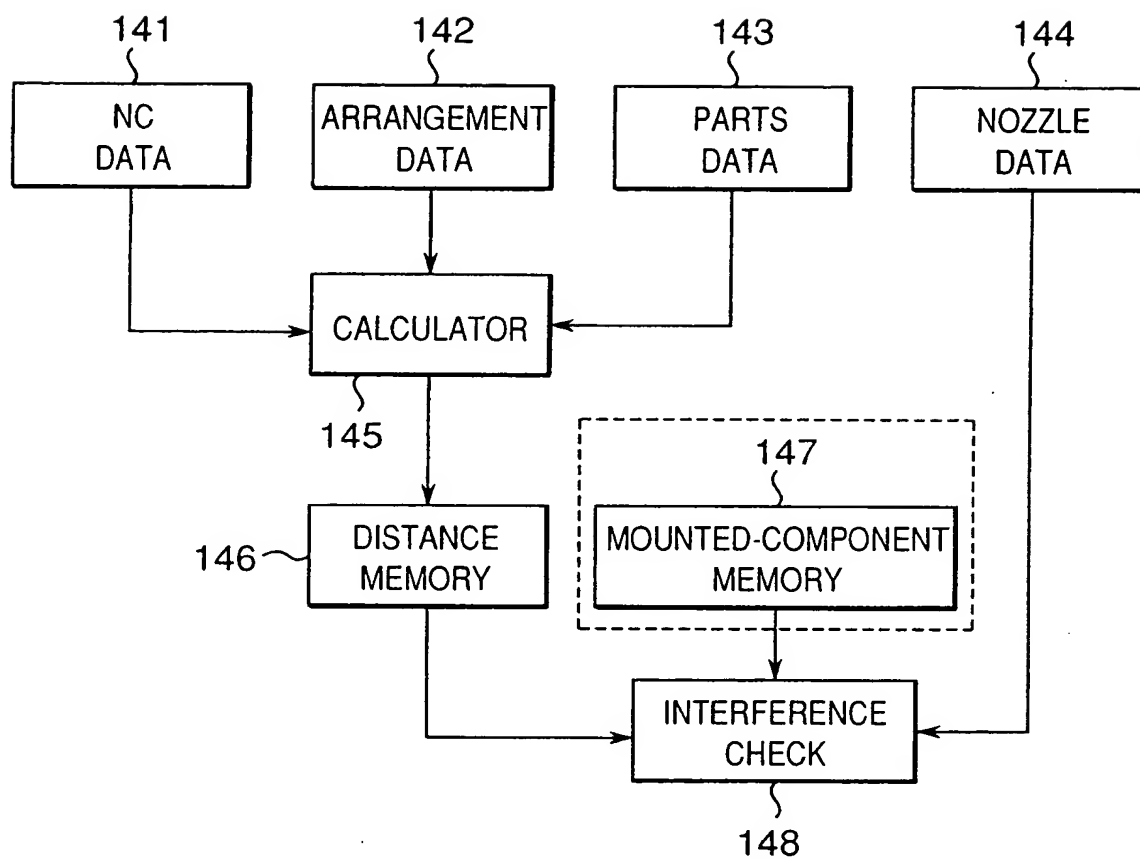 141
142
143
144
NC
DATA
ARRANGEMENT
DATA
PARTS
DATA
NOZZLE
DATA
CALCULATOR
145
147
146
DISTANCE
MEMORY
MOUNTED-COMPONENT
MEMORY
INTERFERENCE
CHECK
148